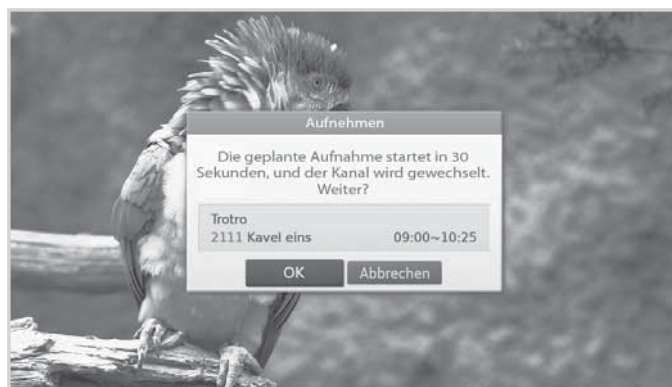 Aufnehmen
Die geplante Aufnahme startet in 30
Sekunden, und der Kanal wird gewechselt.
Weiter?
Trotro
2111 Kavel eins 09:00~10:25
OK Abbrechen